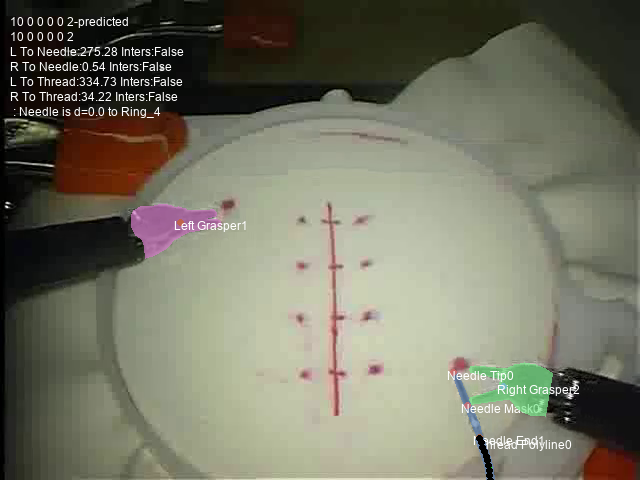 10 0 0 0 0 2-predicted
10 0 0 0 0 2
L To Needle:275.28 Inters:False
R To Needle:0.54 Inters:False
L To Thread:334.73 Inters:False
R To Thread:34.22 Inters:False
: Needle is d=0.0 to Ring_4
Left Grasper1
Needle Tip0
Right Grasper2
Needle Mask0
Needle End1
Thread Polyline0